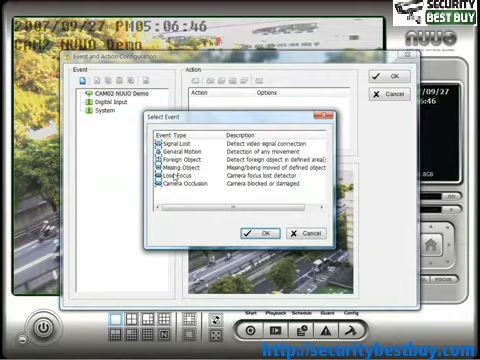 2007/09/27 PM05:06:46
CAM02 NUUO Demo
SECURITY
BEST BUY
NUUO
Event and Action Configuration
Event
Action
OK
Cancel
CAM02 NUUO Demo
Digital Input
System
Action Options
Select Event
Event Type Description
Signal Lost Detect video signal connection
General Motion Detection of any movement
Foreign Object Detect foreign object in defined area(s
Missing Object Missing/being moved of defined object
Lose Focus Camera focus lost detector
Camera Occlusion Camera blocked or damaged
OK Cancel
Start Playback Schedule Guard Config
http://securitybestbuy.com